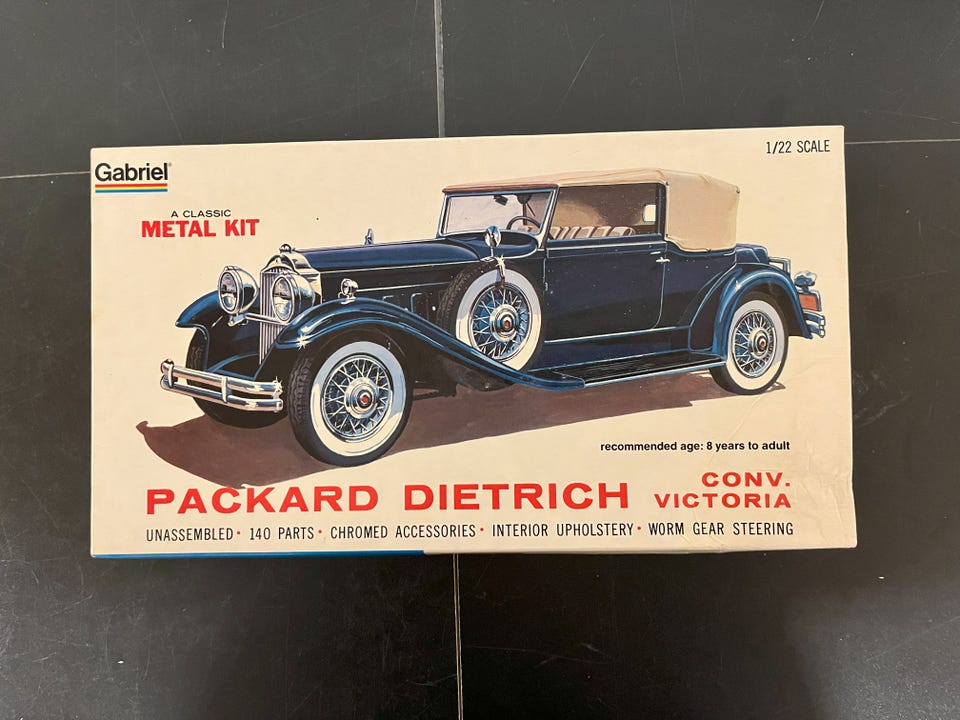 Gabriel®
1/22 SCALE
A CLASSIC
METAL KIT
recommended age: 8 years to adult
PACKARD DIETRICH CONV. VICTORIA
UNASSEMBLED • 140 PARTS • CHROMED ACCESSORIES • INTERIOR UPHOLSTERY • WORM GEAR STEERING